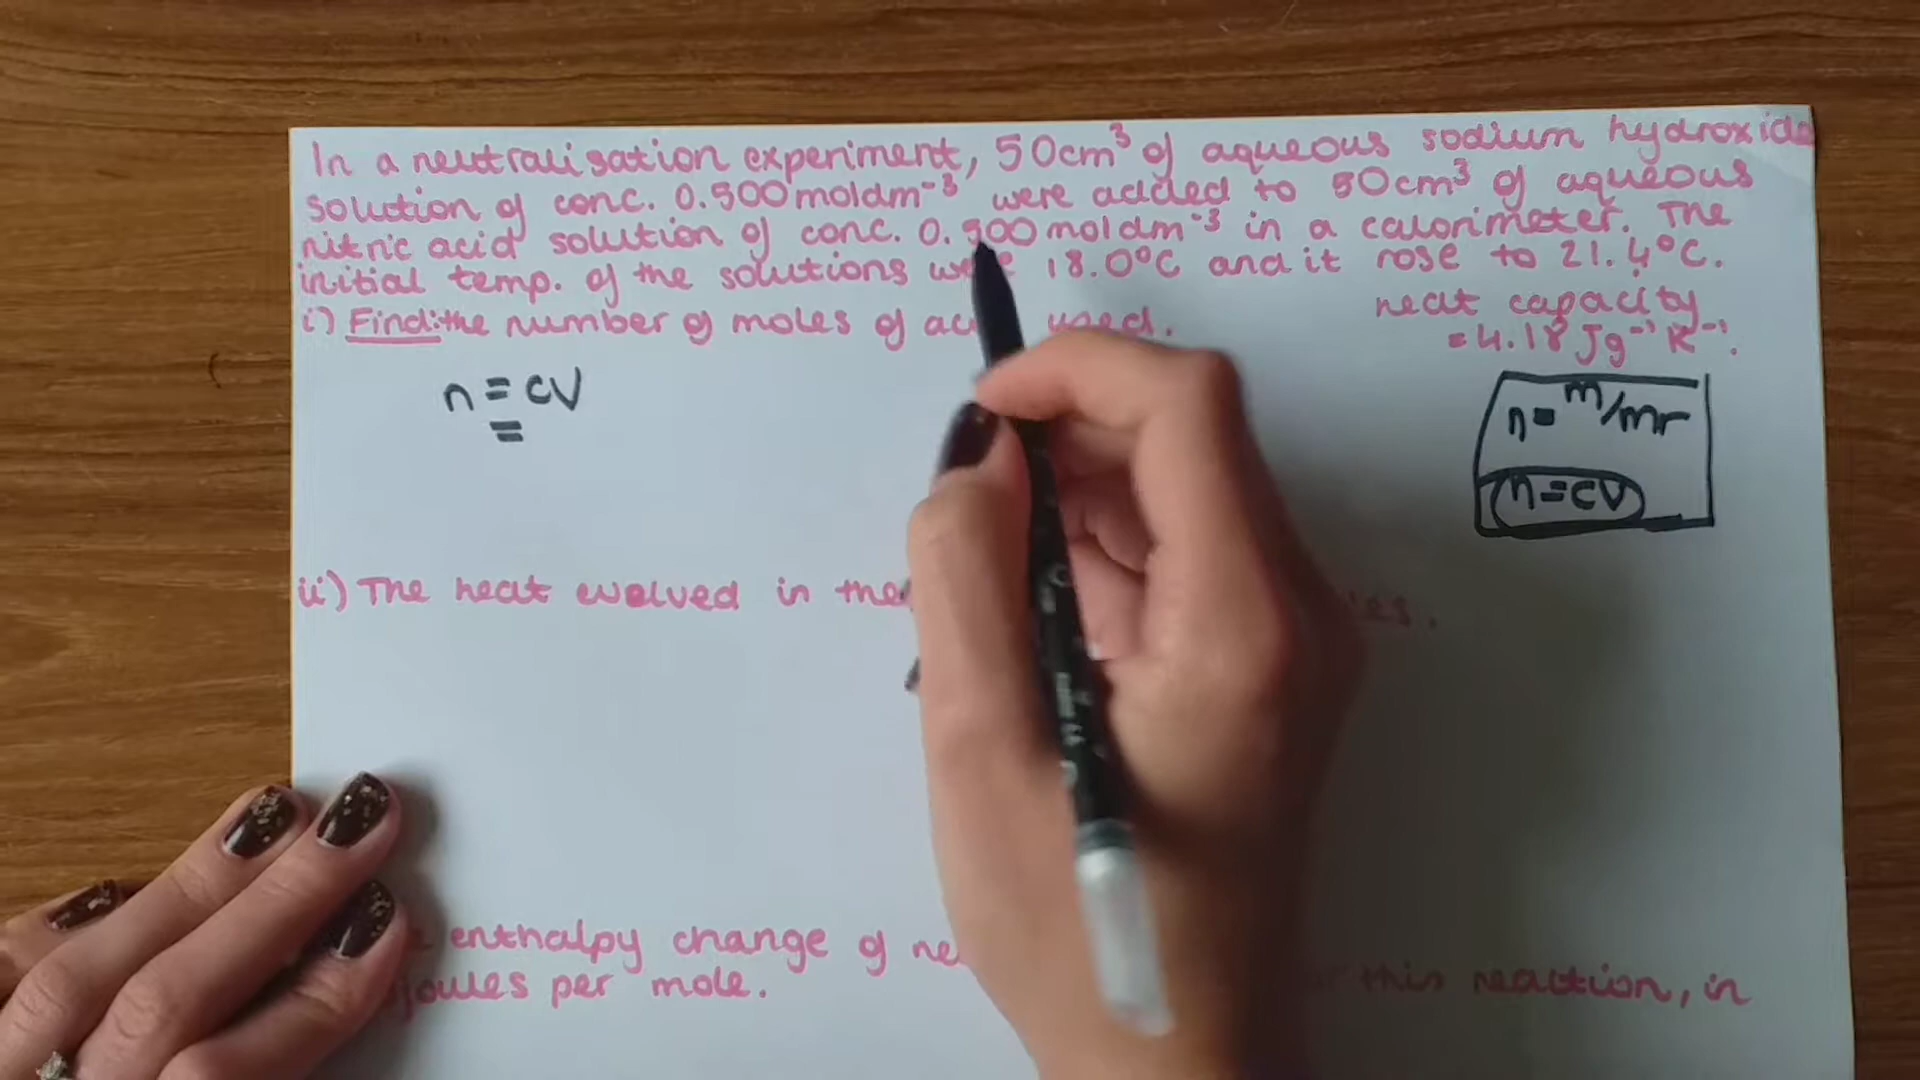 In a neutralisation experiment, 50cm³ of aqueous sodium hydroxide
solution of conc. 0.500 moldm⁻³ were added to 50cm³ of aqueous
nitric acid solution of conc. 0.500 moldm⁻³ in a calorimeter. The
initial temp. of the solutions were 18.0°C and it rose to 21.4°C.
i) Find: the number of moles of acid used.
heat capacity
= 4.18 Jg⁻¹ K⁻¹.
n = cV
=
n = m/mr
n = cV
ii) The heat evolved in the
enthalpy change of
this reaction, in
joules per mole.